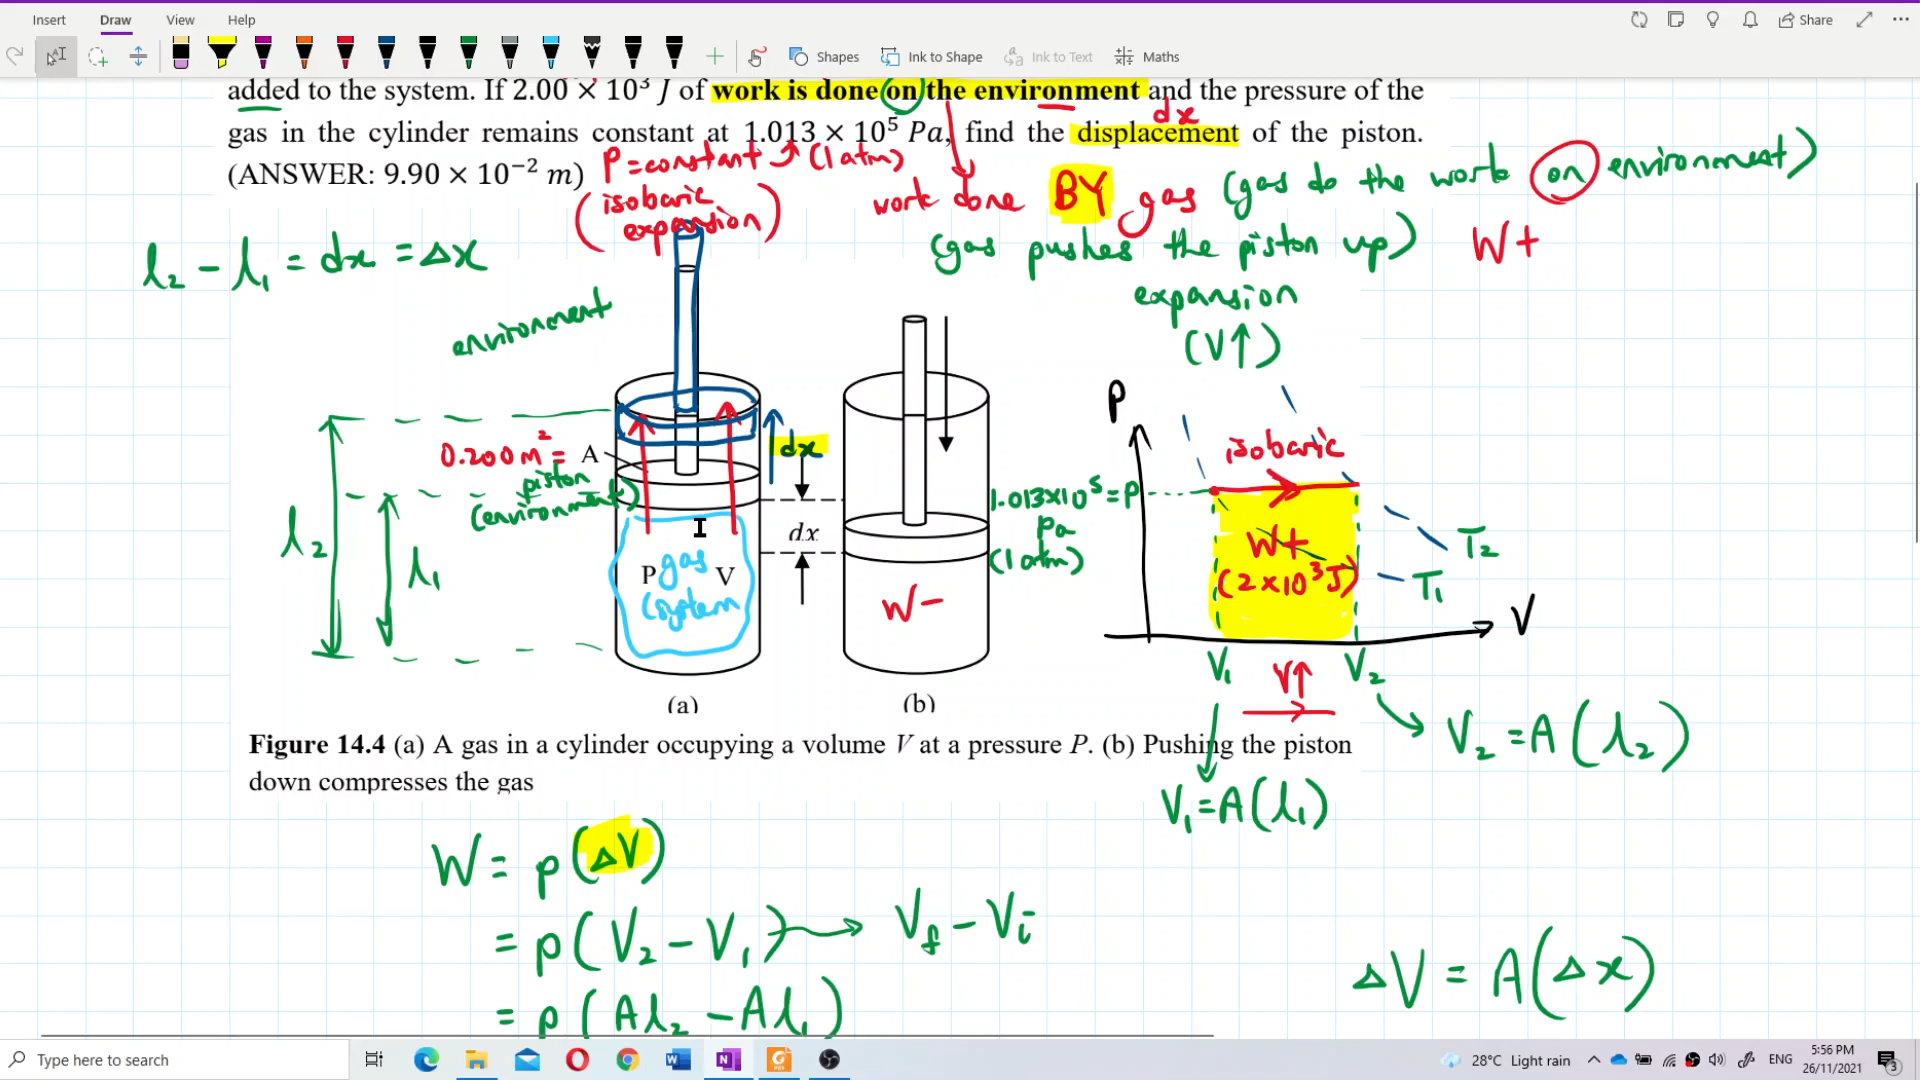 Insert Draw View Help Share
Shapes Ink to Shape Ink to Text Maths
added to the system. If 2.00 × 10³ J of work is done on the environment and the pressure of the
dx
gas in the cylinder remains constant at 1.013 × 10⁵ Pa, find the displacement of the piston.
(ANSWER: 9.90 × 10⁻² m)
P=constant (1 atm)
(isobaric
expansion)
work done BY gas (gas do the work on environment)
(gas pushes the piston up) W+
expansion
(V↑)
l₂ - l₁ = dx = Δx
environment
0.200m² = A
piston
(environment)
dx
l₂
l₁
P gas V
(system
dx
W-
(a)
(b)
P
1.013×10⁵ = P
Pa
(1 atm)
isobaric
W+
(2×10³J)
T₂
T₁
V
V₁ V↑ V₂
V₂ = A(l₂)
V₁ = A(l₁)
Figure 14.4 (a) A gas in a cylinder occupying a volume V at a pressure P. (b) Pushing the piston
down compresses the gas
W = p(ΔV)
= p(V₂ - V₁) → Vf - Vi
= p(Al₂ - Al₁)
ΔV = A(Δx)
Type here to search
28°C Light rain
ENG
5:56 PM
26/11/2021
3